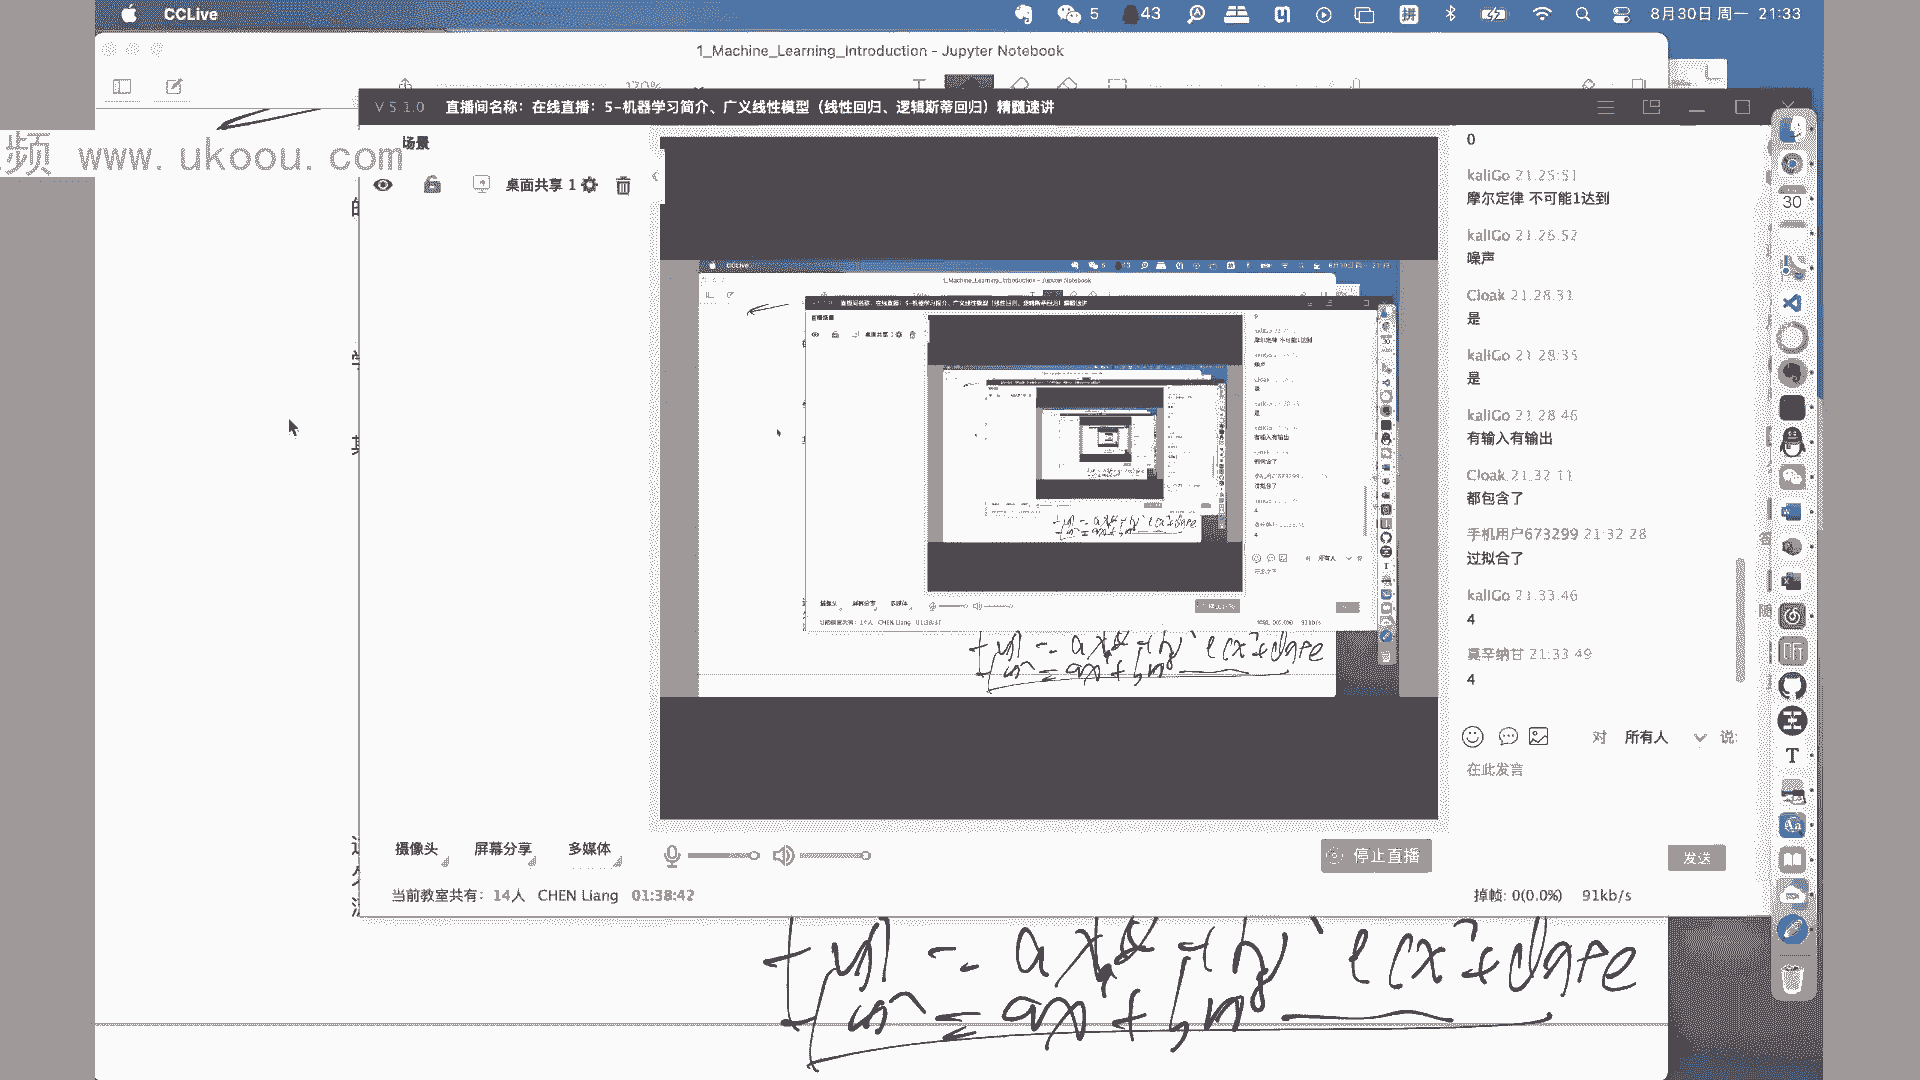 CCLive
5
43
拼
8月30日 周一 21:33
1_Machine_Learning_Introduction - Jupyter Notebook
170%
V 5.1.0 直播间名称：在线直播：5-机器学习简介、广义线性模型（线性回归、逻辑斯蒂回归）精髓速讲
频 www.ukoou.com
场景
桌面共享 1
0
kaliGo 21:25:51
摩尔定律 不可能1达到
kaliGo 21:26:52
噪声
Cloak 21:28:31
是
kaliGo 21:28:35
是
kaliGo 21:28:46
有输入有输出
Cloak 21:32:11
都包含了
手机用户673299 21:32:28
过拟合了
kaliGo 21:33:46
4
莫辛纳甘 21:33:49
4
对 所有人 说:
在此发言
发送
摄像头 屏幕分享 多媒体
停止直播
当前教室共有：14人 CHEN Liang 01:38:42
掉帧: 0(0.0%) 91kb/s
30
T
Aa